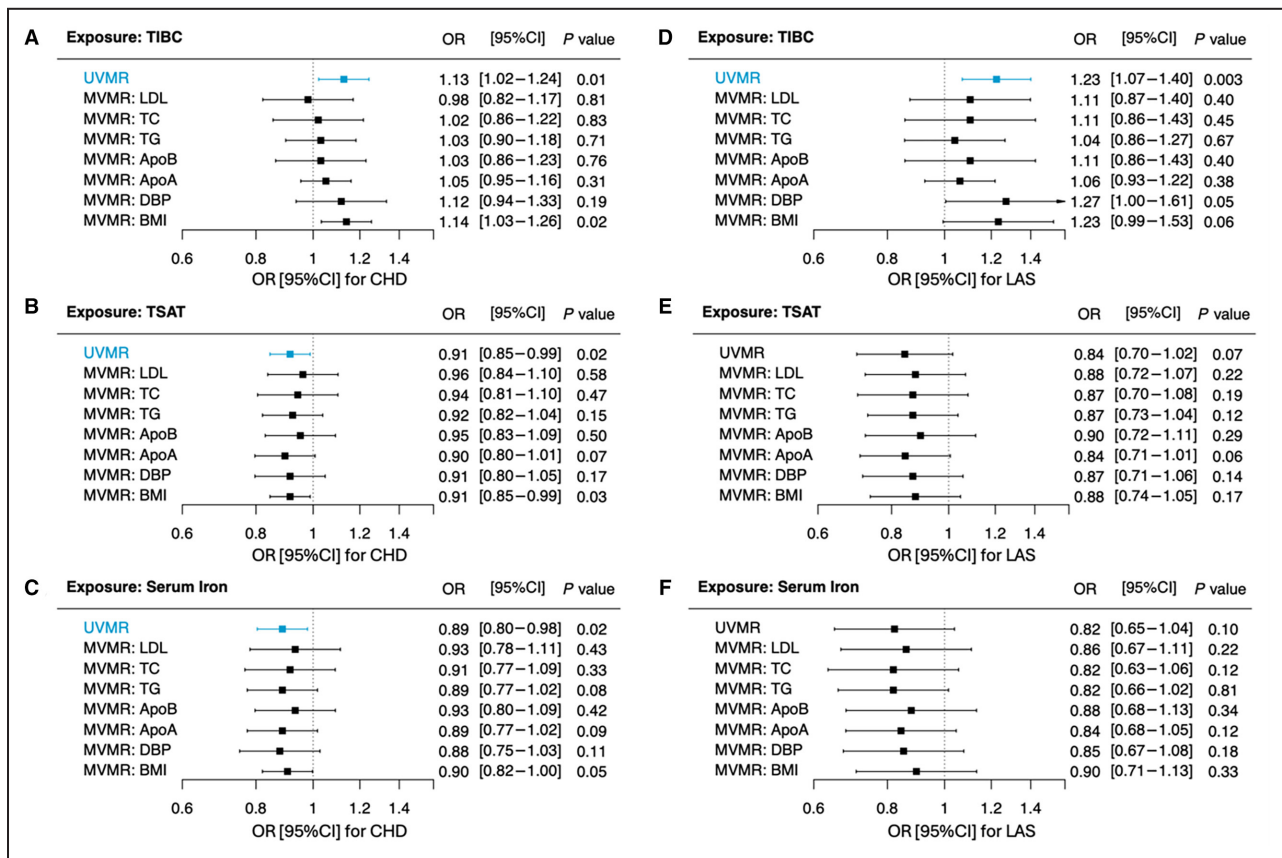 A Exposure: TIBC OR [95%CI] P value
UVMR 1.13 [1.02−1.24] 0.01
MVMR: LDL 0.98 [0.82−1.17] 0.81
MVMR: TC 1.02 [0.86−1.22] 0.83
MVMR: TG 1.03 [0.90−1.18] 0.71
MVMR: ApoB 1.03 [0.86−1.23] 0.76
MVMR: ApoA 1.05 [0.95−1.16] 0.31
MVMR: DBP 1.12 [0.94−1.33] 0.19
MVMR: BMI 1.14 [1.03−1.26] 0.02
0.6 0.8 1 1.2 1.4
OR [95%CI] for CHD
B Exposure: TSAT OR [95%CI] P value
UVMR 0.91 [0.85−0.99] 0.02
MVMR: LDL 0.96 [0.84−1.10] 0.58
MVMR: TC 0.94 [0.81−1.10] 0.47
MVMR: TG 0.92 [0.82−1.04] 0.15
MVMR: ApoB 0.95 [0.83−1.09] 0.50
MVMR: ApoA 0.90 [0.80−1.01] 0.07
MVMR: DBP 0.91 [0.80−1.05] 0.17
MVMR: BMI 0.91 [0.85−0.99] 0.03
0.6 0.8 1 1.2 1.4
OR [95%CI] for CHD
C Exposure: Serum Iron OR [95%CI] P value
UVMR 0.89 [0.80−0.98] 0.02
MVMR: LDL 0.93 [0.78−1.11] 0.43
MVMR: TC 0.91 [0.77−1.09] 0.33
MVMR: TG 0.89 [0.77−1.02] 0.08
MVMR: ApoB 0.93 [0.80−1.09] 0.42
MVMR: ApoA 0.89 [0.77−1.02] 0.09
MVMR: DBP 0.88 [0.75−1.03] 0.11
MVMR: BMI 0.90 [0.82−1.00] 0.05
0.6 0.8 1 1.2 1.4
OR [95%CI] for CHD
D Exposure: TIBC OR [95%CI] P value
UVMR 1.23 [1.07−1.40] 0.003
MVMR: LDL 1.11 [0.87−1.40] 0.40
MVMR: TC 1.11 [0.86−1.43] 0.45
MVMR: TG 1.04 [0.86−1.27] 0.67
MVMR: ApoB 1.11 [0.86−1.43] 0.40
MVMR: ApoA 1.06 [0.93−1.22] 0.38
MVMR: DBP 1.27 [1.00−1.61] 0.05
MVMR: BMI 1.23 [0.99−1.53] 0.06
0.6 0.8 1 1.2 1.4
OR [95%CI] for LAS
E Exposure: TSAT OR [95%CI] P value
UVMR 0.84 [0.70−1.02] 0.07
MVMR: LDL 0.88 [0.72−1.07] 0.22
MVMR: TC 0.87 [0.70−1.08] 0.19
MVMR: TG 0.87 [0.73−1.04] 0.12
MVMR: ApoB 0.90 [0.72−1.11] 0.29
MVMR: ApoA 0.84 [0.71−1.01] 0.06
MVMR: DBP 0.87 [0.71−1.06] 0.14
MVMR: BMI 0.88 [0.74−1.05] 0.17
0.6 0.8 1 1.2 1.4
OR [95%CI] for LAS
F Exposure: Serum Iron OR [95%CI] P value
UVMR 0.82 [0.65−1.04] 0.10
MVMR: LDL 0.86 [0.67−1.11] 0.22
MVMR: TC 0.82 [0.63−1.06] 0.12
MVMR: TG 0.82 [0.66−1.02] 0.81
MVMR: ApoB 0.88 [0.68−1.13] 0.34
MVMR: ApoA 0.84 [0.68−1.05] 0.12
MVMR: DBP 0.85 [0.67−1.08] 0.18
MVMR: BMI 0.90 [0.71−1.13] 0.33
0.6 0.8 1 1.2 1.4
OR [95%CI] for LAS